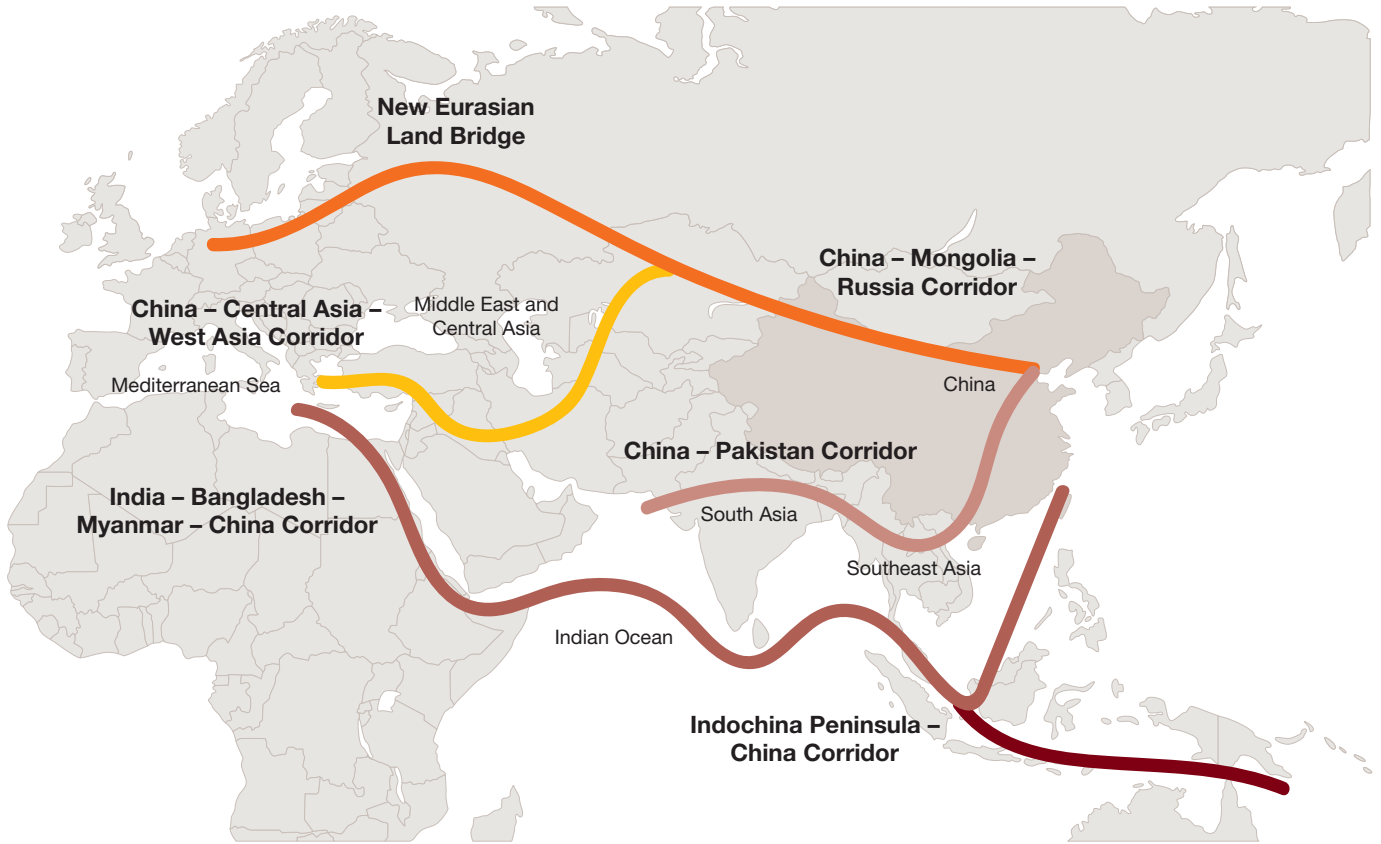 New Eurasian
Land Bridge
China – Mongolia –
Russia Corridor
China – Central Asia –
West Asia Corridor
Middle East and
Central Asia
Mediterranean Sea
China
China – Pakistan Corridor
India – Bangladesh –
Myanmar – China Corridor
South Asia
Southeast Asia
Indian Ocean
Indochina Peninsula –
China Corridor